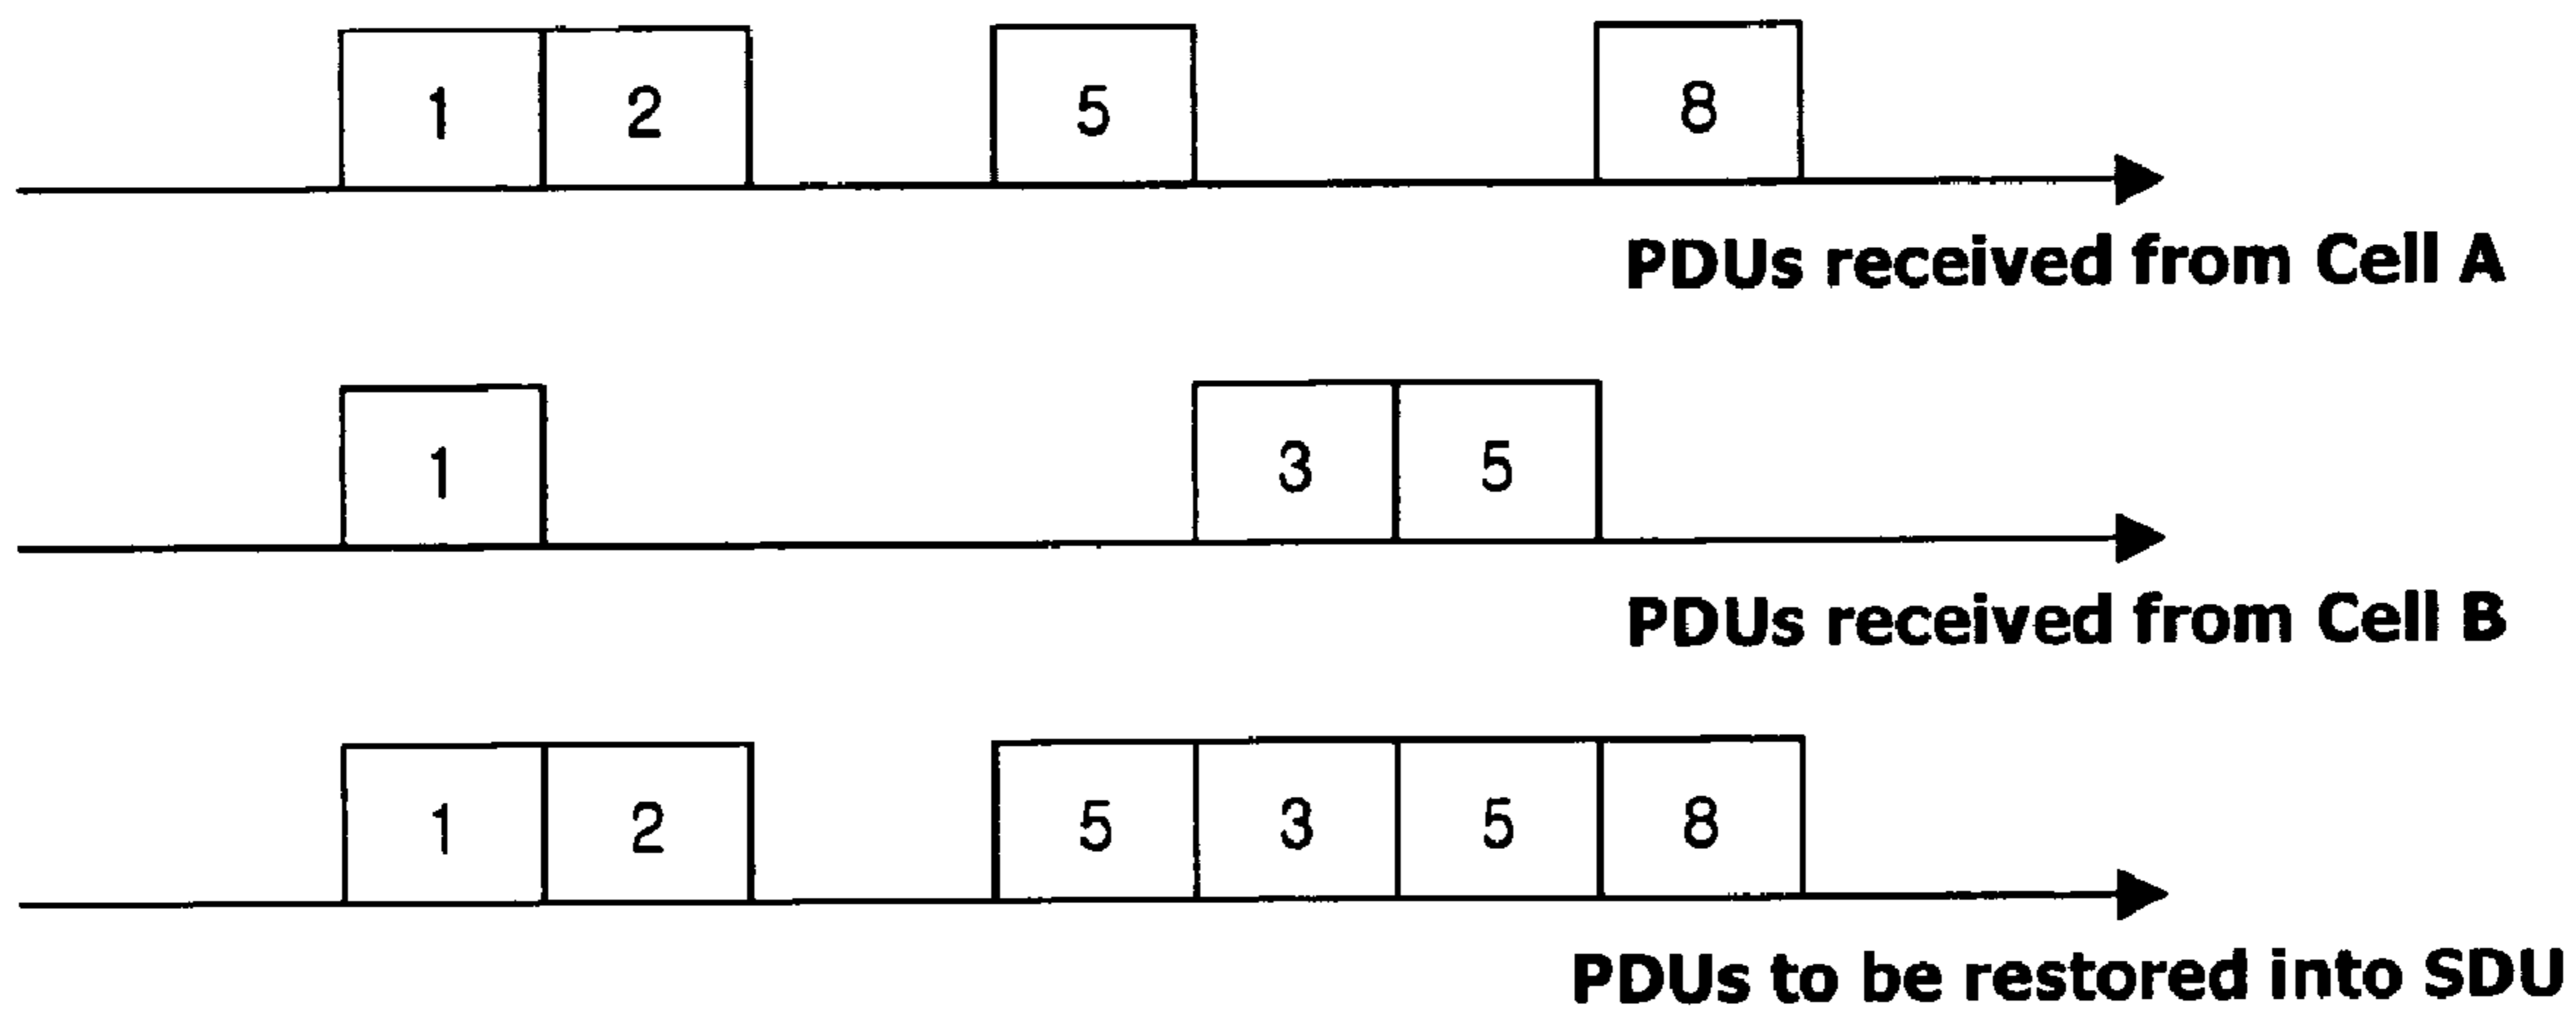 1 2 5 8
PDUs received from Cell A
1 3 5
PDUs received from Cell B
1 2 5 3 5 8
PDUs to be restored into SDU